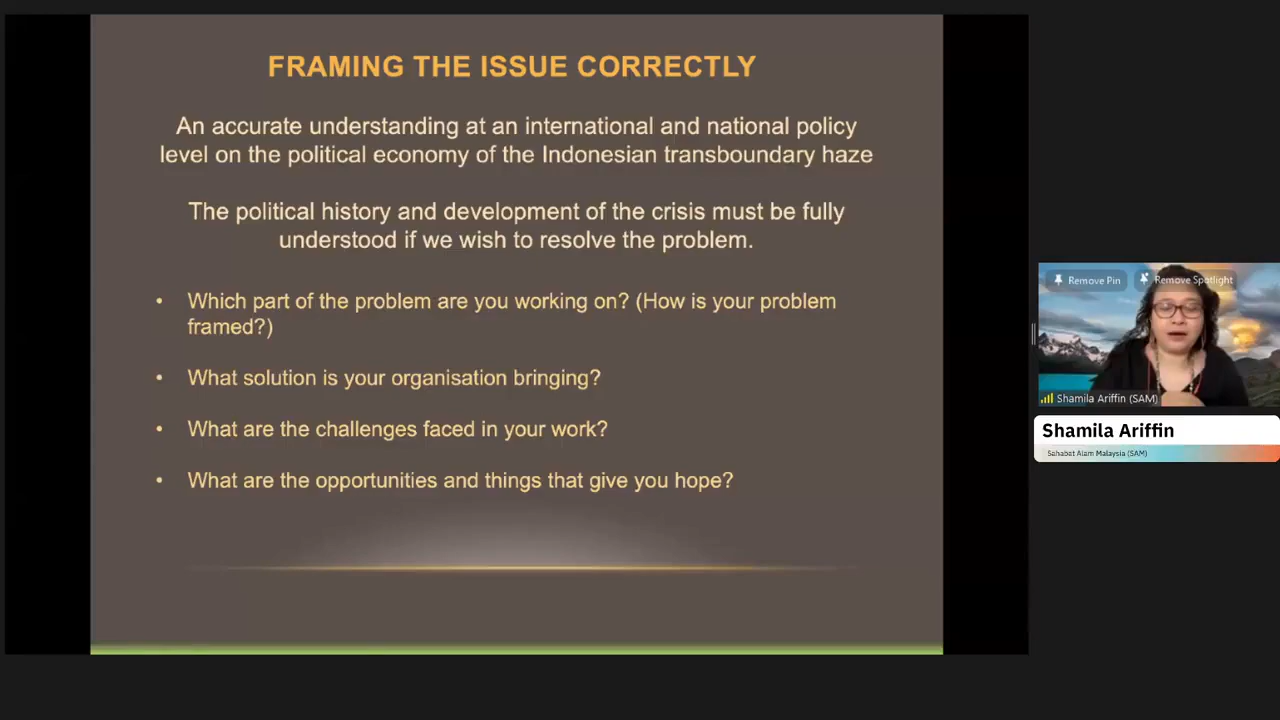 FRAMING THE ISSUE CORRECTLY
An accurate understanding at an international and national policy
level on the political economy of the Indonesian transboundary haze
The political history and development of the crisis must be fully
understood if we wish to resolve the problem.
• Which part of the problem are you working on? (How is your problem
framed?)
• What solution is your organisation bringing?
• What are the challenges faced in your work?
• What are the opportunities and things that give you hope?
Remove Pin
Remove Spotlight
Shamila Ariffin (SAM)
Shamila Ariffin
Sahabat Alam Malaysia (SAM)